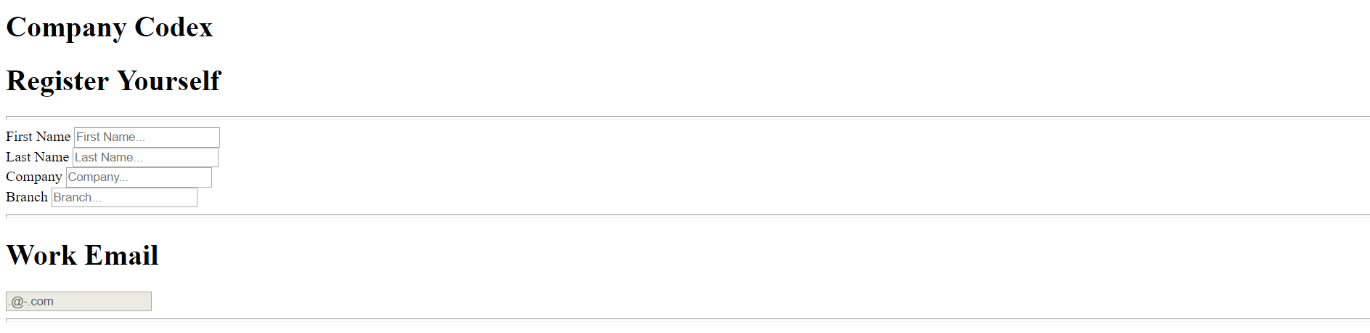 Company Codex
Register Yourself
First Name First Name...
Last Name Last Name...
Company Company...
Branch Branch...
Work Email
.@-.com